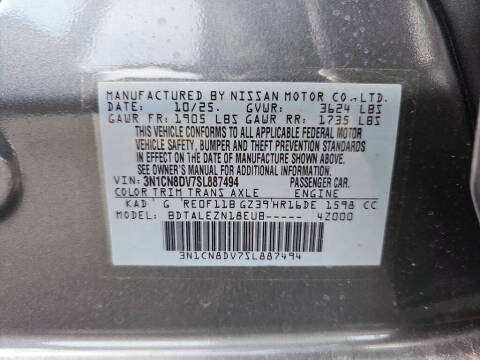 MANUFACTURED BY NISSAN MOTOR CO., LTD.
DATE: 10/25. GVWR: 3624 LBS
GAWR FR: 1905 LBS GAWR RR: 1735 LBS
THIS VEHICLE CONFORMS TO ALL APPLICABLE FEDERAL MOTOR
VEHICLE SAFETY, BUMPER AND THEFT PREVENTION STANDARDS
IN EFFECT ON THE DATE OF MANUFACTURE SHOWN ABOVE.
SEE OWNER'S MANUAL FOR ADDITIONAL INFORMATION.
VIN: 3N1CN8DV7SL887494 PASSENGER CAR.
COLOR TRIM TRANS AXLE ENGINE
KAD G RE0F11B GZ39 HR16DE 1598 CC
MODEL: BDTALEZN18EUB----- 4Z000
3N1CN8DV7SL887494